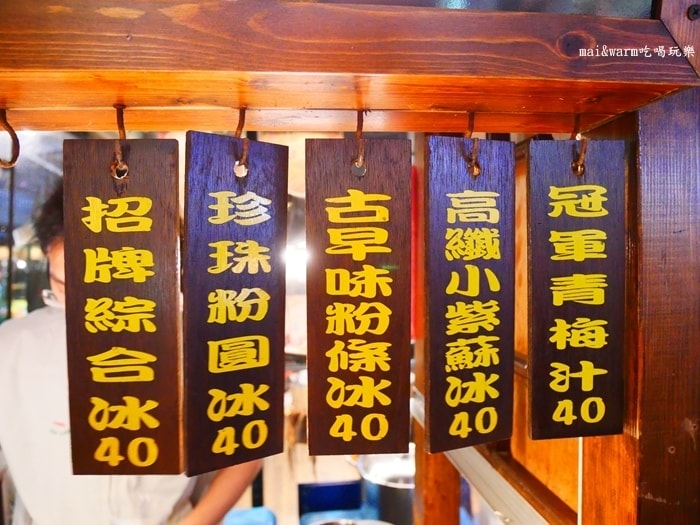 mai&warm吃喝玩樂
招牌綜合冰40
珍珠粉圓冰40
古早味粉條冰40
高纖小紫蘇冰40
冠軍青梅汁40